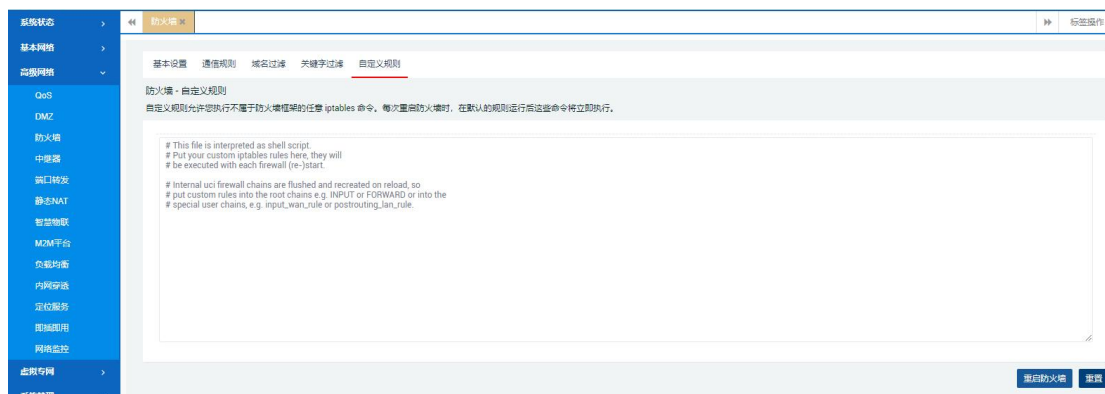 系统状态
基本网络
高级网络
QoS
DMZ
防火墙
中继器
端口转发
静态NAT
智慧物联
M2M平台
负载均衡
内网穿透
定位服务
即插即用
网络监控
虚拟专网
防火墙
标签操作
基本设置 通信规则 域名过滤 关键字过滤 自定义规则
防火墙 - 自定义规则
自定义规则允许您执行不属于防火墙框架的任意 iptables 命令。每次重启防火墙时，在默认的规则运行后这些命令将立即执行。
# This file is interpreted as shell script.
# Put your custom iptables rules here, they will
# be executed with each firewall (re-)start.
# Internal uci firewall chains are flushed and recreated on reload, so
# put custom rules into the root chains e.g. INPUT or FORWARD or into the
# special user chains, e.g. input_wan_rule or postrouting_lan_rule.
重启防火墙 重置